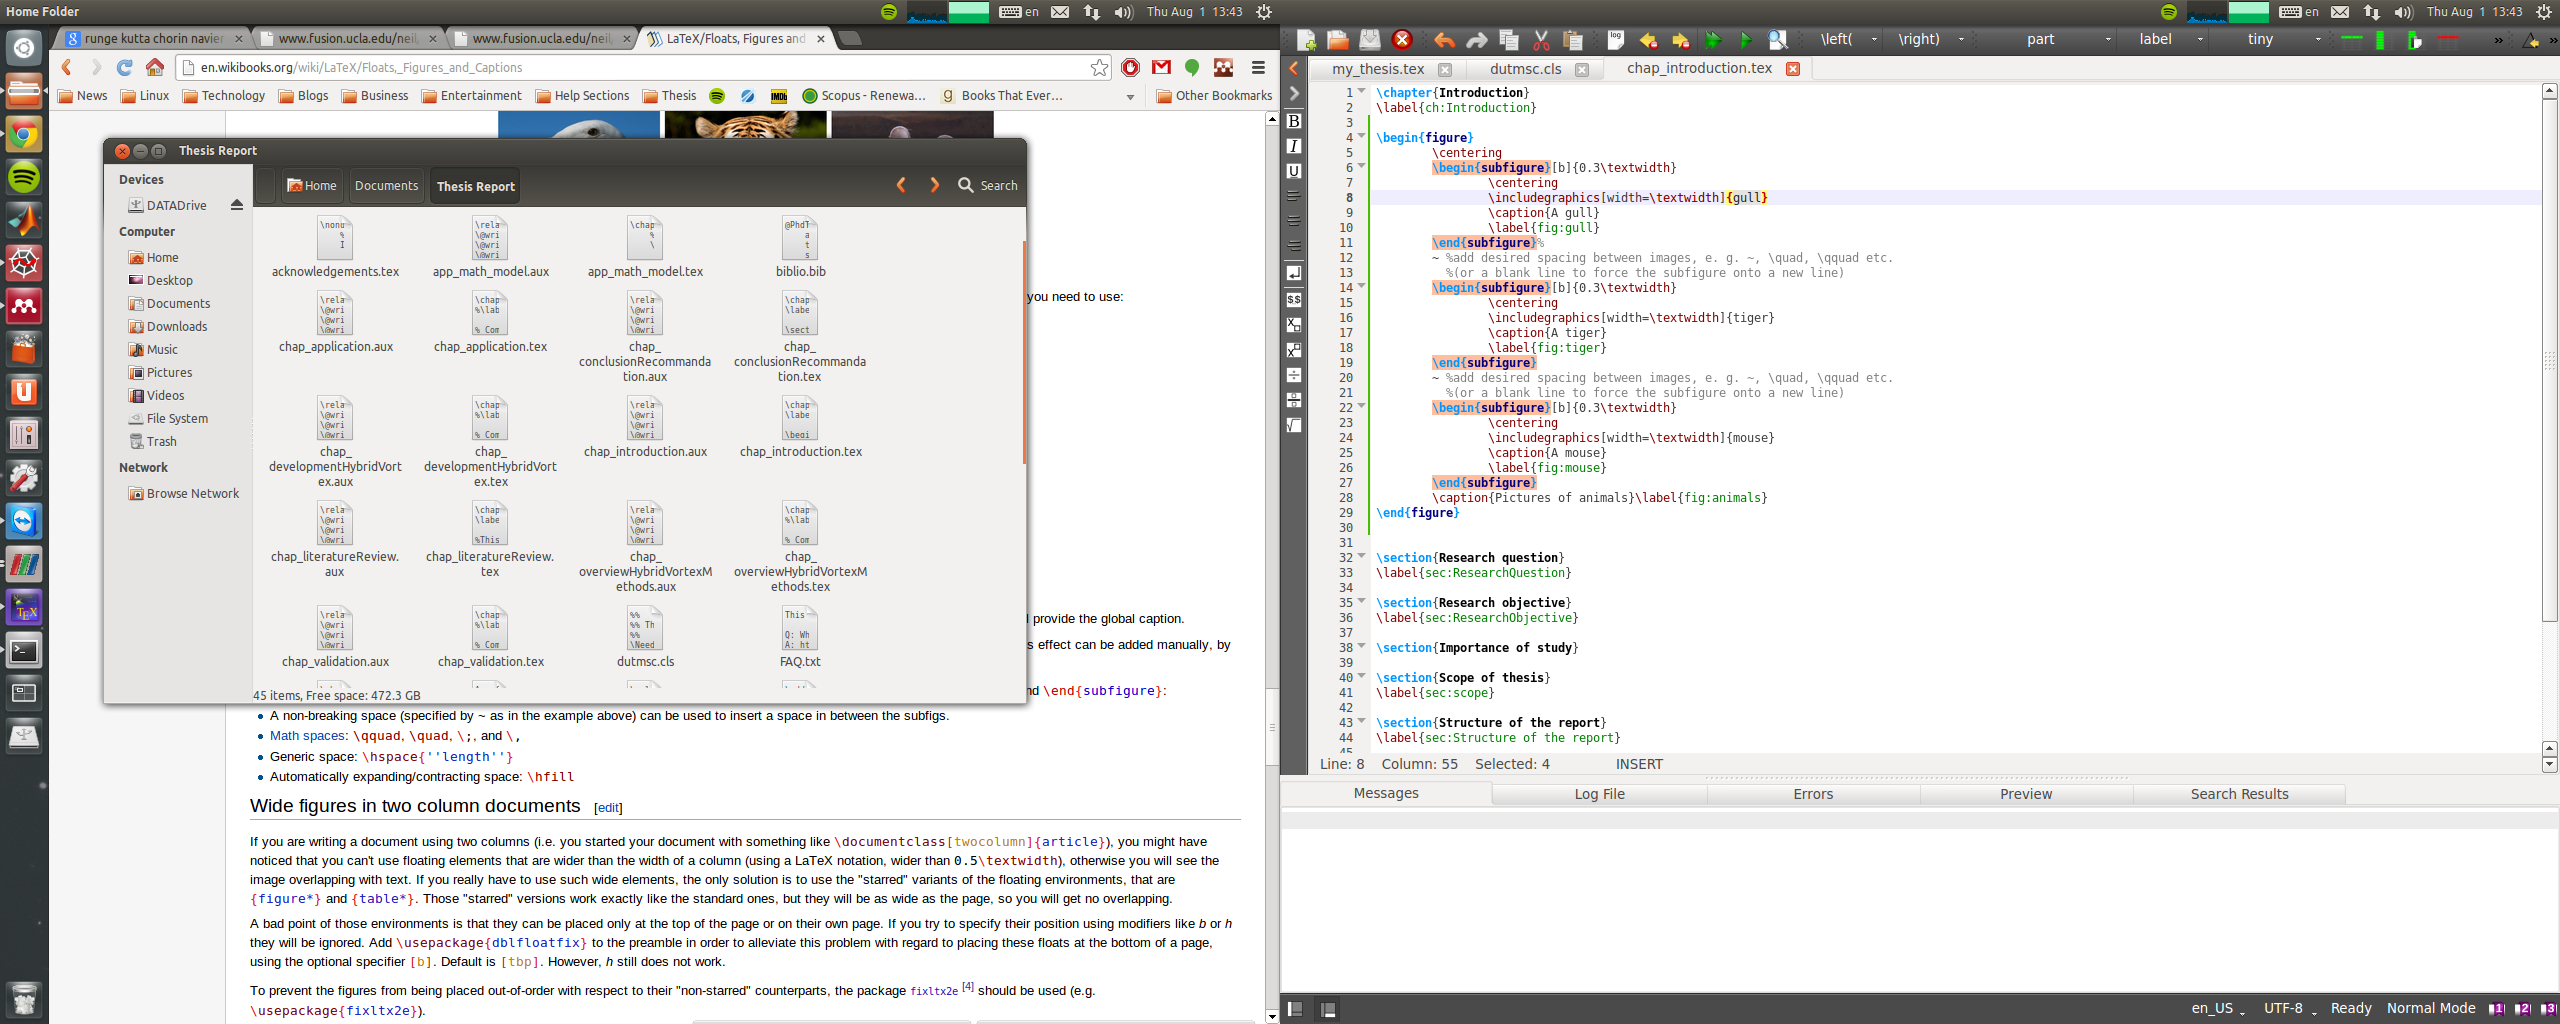 Home Folder
en
Thu Aug 1 13:43
en
Thu Aug 1 13:43
runge kutta chorin navier
www.fusion.ucla.edu/neil
www.fusion.ucla.edu/neil
LaTeX/Floats, Figures and
en.wikibooks.org/wiki/LaTeX/Floats,_Figures_and_Captions
News
Linux
Technology
Blogs
Business
Entertainment
Help Sections
Thesis
IMDb
Scopus - Renewa...
Books That Ever...
Other Bookmarks
Thesis Report
Devices
DATADrive
Computer
Home
Desktop
Documents
Downloads
Music
Pictures
Videos
File System
Trash
Network
Browse Network
Home
Documents
Thesis Report
Search
acknowledgements.tex
app_math_model.aux
app_math_model.tex
biblio.bib
chap_application.aux
chap_application.tex
chap_
conclusionRecommanda
tion.aux
chap_
conclusionRecommanda
tion.tex
chap_
developmentHybridVort
ex.aux
chap_
developmentHybridVort
ex.tex
chap_introduction.aux
chap_introduction.tex
chap_literatureReview.
aux
chap_literatureReview.
tex
chap_
overviewHybridVortexM
ethods.aux
chap_
overviewHybridVortexM
ethods.tex
chap_validation.aux
chap_validation.tex
dutmsc.cls
FAQ.txt
45 items, Free space: 472.3 GB
you need to use:
provide the global caption.
s effect can be added manually, by
nd \end{subfigure}:
A non-breaking space (specified by ~ as in the example above) can be used to insert a space in between the subfigs.
Math spaces: \qquad, \quad, \;, and \,
Generic space: \hspace{''length''}
Automatically expanding/contracting space: \hfill
Wide figures in two column documents [edit]
If you are writing a document using two columns (i.e. you started your document with something like \documentclass[twocolumn]{article}), you might have
noticed that you can't use floating elements that are wider than the width of a column (using a LaTeX notation, wider than 0.5\textwidth), otherwise you will see the
image overlapping with text. If you really have to use such wide elements, the only solution is to use the "starred" variants of the floating environments, that are
{figure*} and {table*}. Those "starred" versions work exactly like the standard ones, but they will be as wide as the page, so you will get no overlapping.
A bad point of those environments is that they can be placed only at the top of the page or on their own page. If you try to specify their position using modifiers like b or h
they will be ignored. Add \usepackage{dblfloatfix} to the preamble in order to alleviate this problem with regard to placing these floats at the bottom of a page,
using the optional specifier [b]. Default is [tbp]. However, h still does not work.
To prevent the figures from being placed out-of-order with respect to their "non-starred" counterparts, the package fixltx2e [4] should be used (e.g.
\usepackage{fixltx2e}).
\left(
\right)
part
label
tiny
my_thesis.tex
dutmsc.cls
chap_introduction.tex
1 \chapter{Introduction}
2 \label{ch:Introduction}
3
4 \begin{figure}
5 \centering
6 \begin{subfigure}[b]{0.3\textwidth}
7 \centering
8 \includegraphics[width=\textwidth]{gull}
9 \caption{A gull}
10 \label{fig:gull}
11 \end{subfigure}%
12 ~ %add desired spacing between images, e. g. ~, \quad, \qquad etc.
13 %(or a blank line to force the subfigure onto a new line)
14 \begin{subfigure}[b]{0.3\textwidth}
15 \centering
16 \includegraphics[width=\textwidth]{tiger}
17 \caption{A tiger}
18 \label{fig:tiger}
19 \end{subfigure}
20 ~ %add desired spacing between images, e. g. ~, \quad, \qquad etc.
21 %(or a blank line to force the subfigure onto a new line)
22 \begin{subfigure}[b]{0.3\textwidth}
23 \centering
24 \includegraphics[width=\textwidth]{mouse}
25 \caption{A mouse}
26 \label{fig:mouse}
27 \end{subfigure}
28 \caption{Pictures of animals}\label{fig:animals}
29 \end{figure}
30
31
32 \section{Research question}
33 \label{sec:ResearchQuestion}
34
35 \section{Research objective}
36 \label{sec:ResearchObjective}
37
38 \section{Importance of study}
39
40 \section{Scope of thesis}
41 \label{sec:scope}
42
43 \section{Structure of the report}
44 \label{sec:Structure of the report}
45
Line: 8 Column: 55 Selected: 4 INSERT
Messages
Log File
Errors
Preview
Search Results
en_US
UTF-8
Ready
Normal Mode
1
2
3